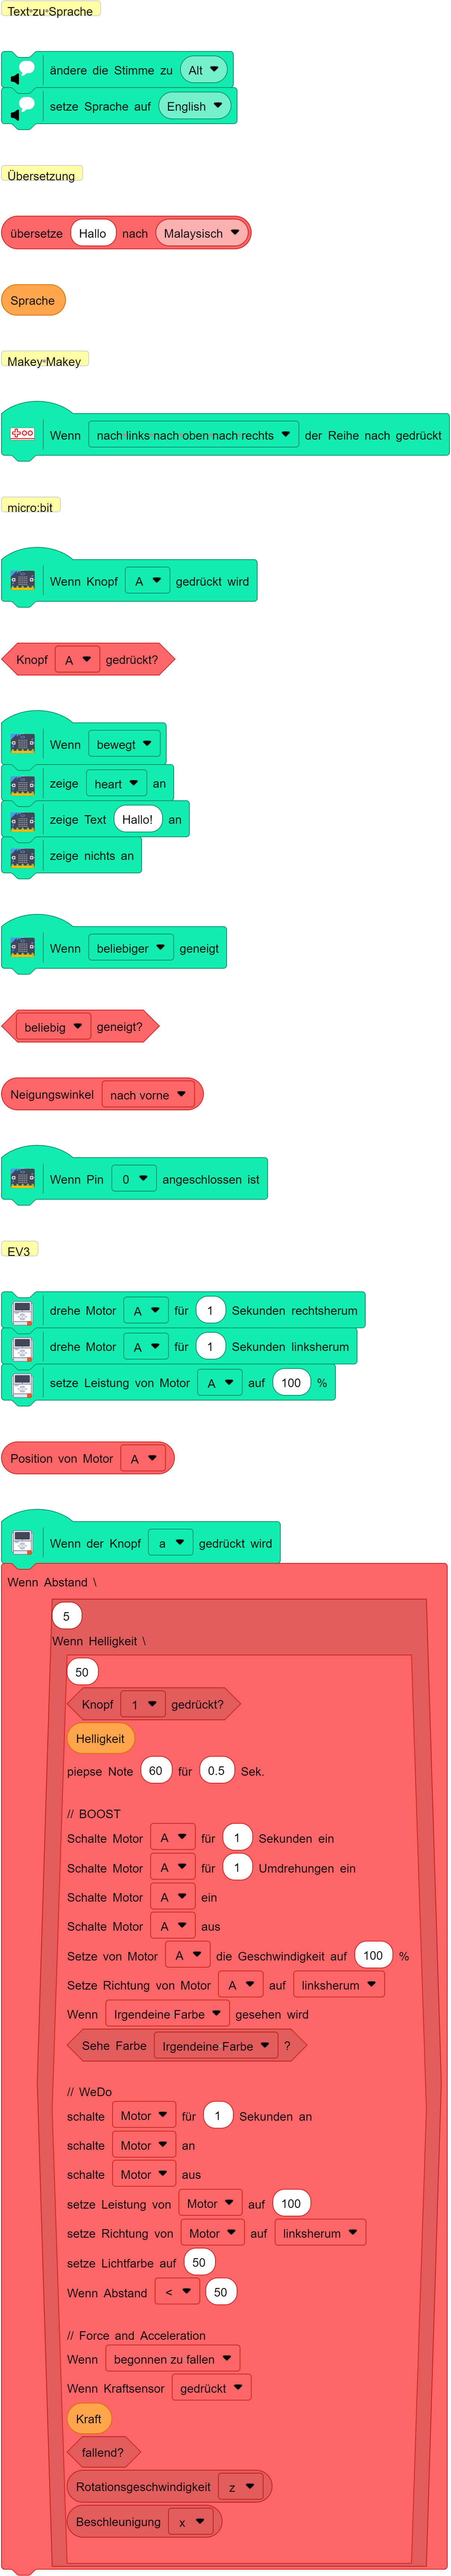 Text zu Sprache
ändere die Stimme zu Alt
setze Sprache auf English
Übersetzung
übersetze Hallo nach Malaysisch
Sprache
Makey Makey
Wenn nach links nach oben nach rechts der Reihe nach gedrückt
micro:bit
Wenn Knopf A gedrückt wird
Knopf A gedrückt?
Wenn bewegt
zeige heart an
zeige Text Hallo! an
zeige nichts an
Wenn beliebiger geneigt
beliebig geneigt?
Neigungswinkel nach vorne
Wenn Pin 0 angeschlossen ist
EV3
drehe Motor A für 1 Sekunden rechtsherum
drehe Motor A für 1 Sekunden linksherum
setze Leistung von Motor A auf 100 %
Position von Motor A
Wenn der Knopf a gedrückt wird
Wenn Abstand \
5
Wenn Helligkeit \
50
Knopf 1 gedrückt?
Helligkeit
piepse Note 60 für 0.5 Sek.
// BOOST
Schalte Motor A für 1 Sekunden ein
Schalte Motor A für 1 Umdrehungen ein
Schalte Motor A ein
Schalte Motor A aus
Setze von Motor A die Geschwindigkeit auf 100 %
Setze Richtung von Motor A auf linksherum
Wenn Irgendeine Farbe gesehen wird
Sehe Farbe Irgendeine Farbe ?
// WeDo
schalte Motor für 1 Sekunden an
schalte Motor an
schalte Motor aus
setze Leistung von Motor auf 100
setze Richtung von Motor auf linksherum
setze Lichtfarbe auf 50
Wenn Abstand < 50
// Force and Acceleration
Wenn begonnen zu fallen
Wenn Kraftsensor gedrückt
Kraft
fallend?
Rotationsgeschwindigkeit z
Beschleunigung x